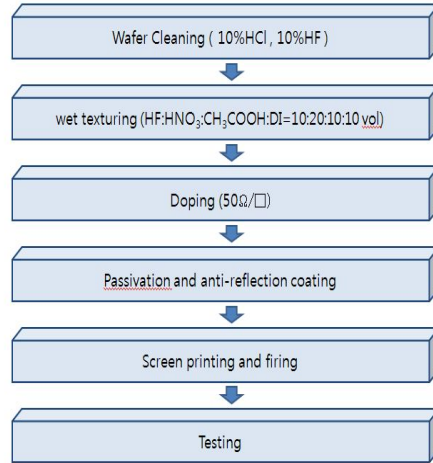 Wafer Cleaning ( 10%HCl , 10%HF )
wet texturing (HF:HNO₃:CH₃COOH:DI=10:20:10:10 vol)
Doping (50Ω/□)
Passivation and anti-reflection coating
Screen printing and firing
Testing